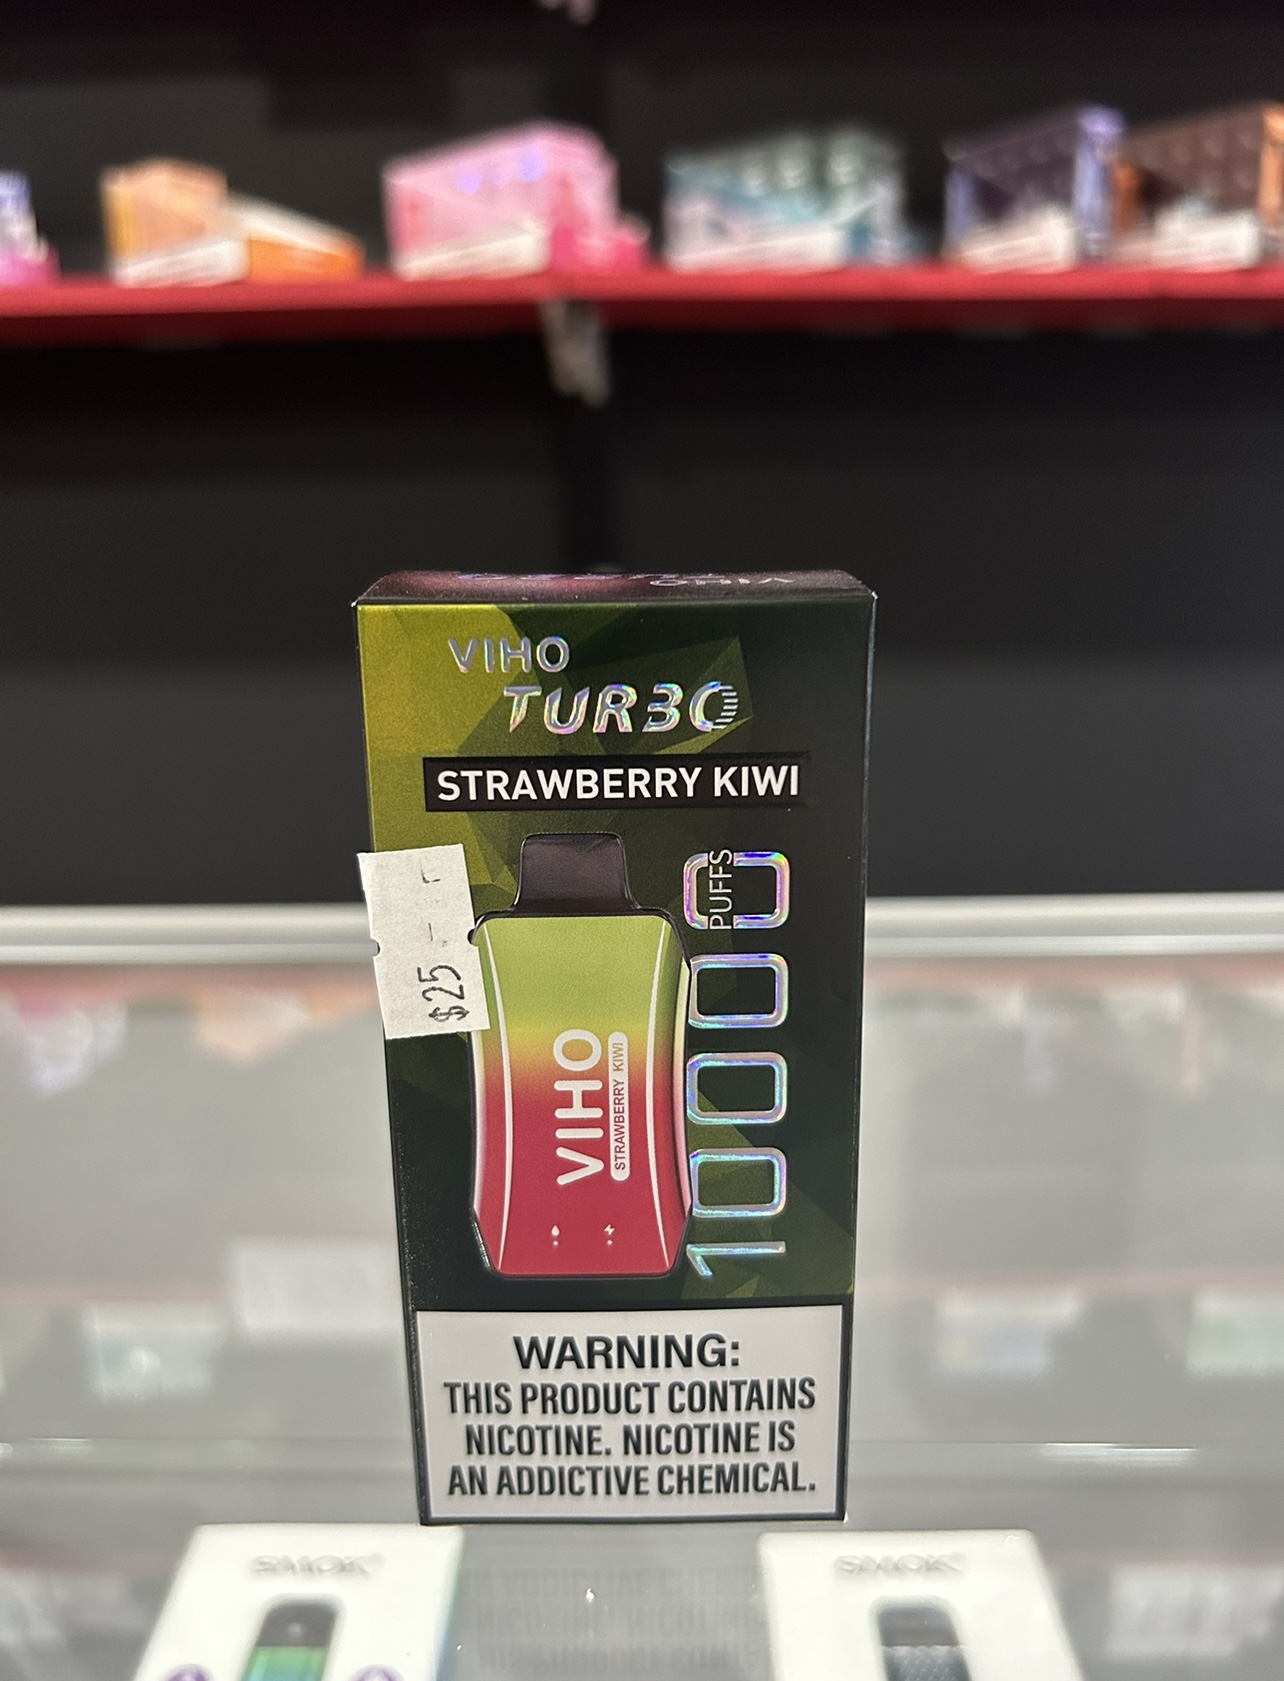 VIHO
VIHO
TURBO
STRAWBERRY KIWI
$25
10000
PUFFS
VIHO
STRAWBERRY KIWI
WARNING:
THIS PRODUCT CONTAINS
NICOTINE. NICOTINE IS
AN ADDICTIVE CHEMICAL.
SMOK
SMOK